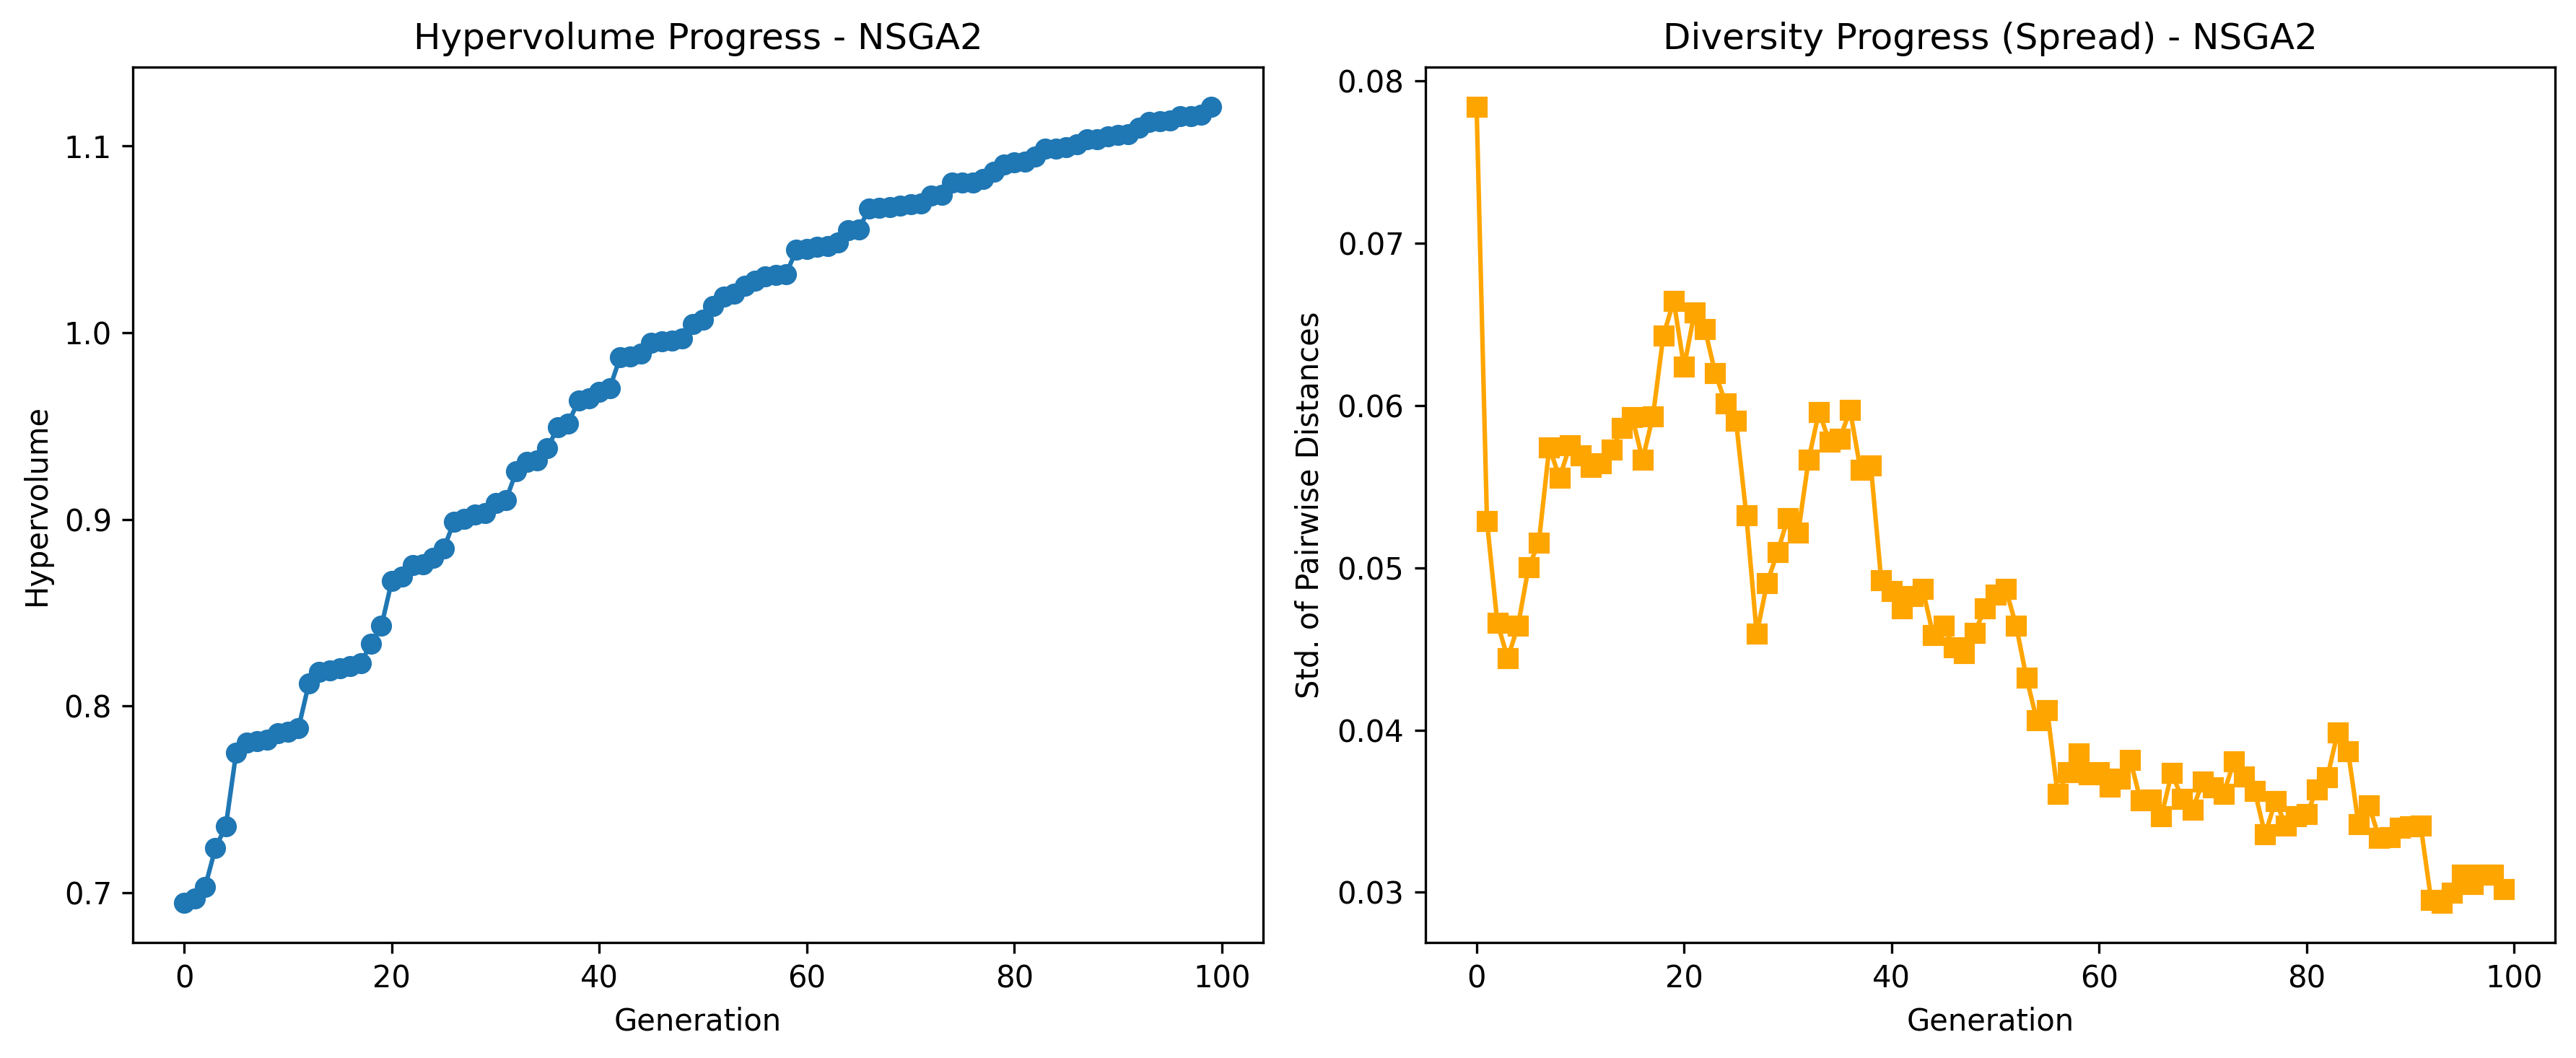 Hypervolume Progress - NSGA2
Hypervolume
1.1
1.0
0.9
0.8
0.7
0 20 40 60 80 100
Generation
Diversity Progress (Spread) - NSGA2
Std. of Pairwise Distances
0.08
0.07
0.06
0.05
0.04
0.03
0 20 40 60 80 100
Generation